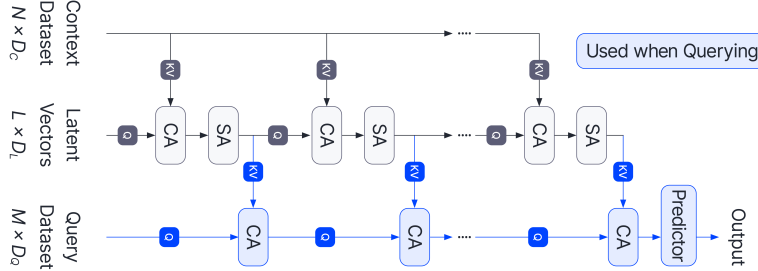 Context
Dataset
N × D_C
Used when Querying
KV
KV
KV
Latent
Vectors
L × D_L
Q
CA
SA
Q
CA
SA
Q
CA
SA
KV
KV
KV
Query
Dataset
M × D_Q
Q
CA
Q
CA
Q
CA
Predictor
Output